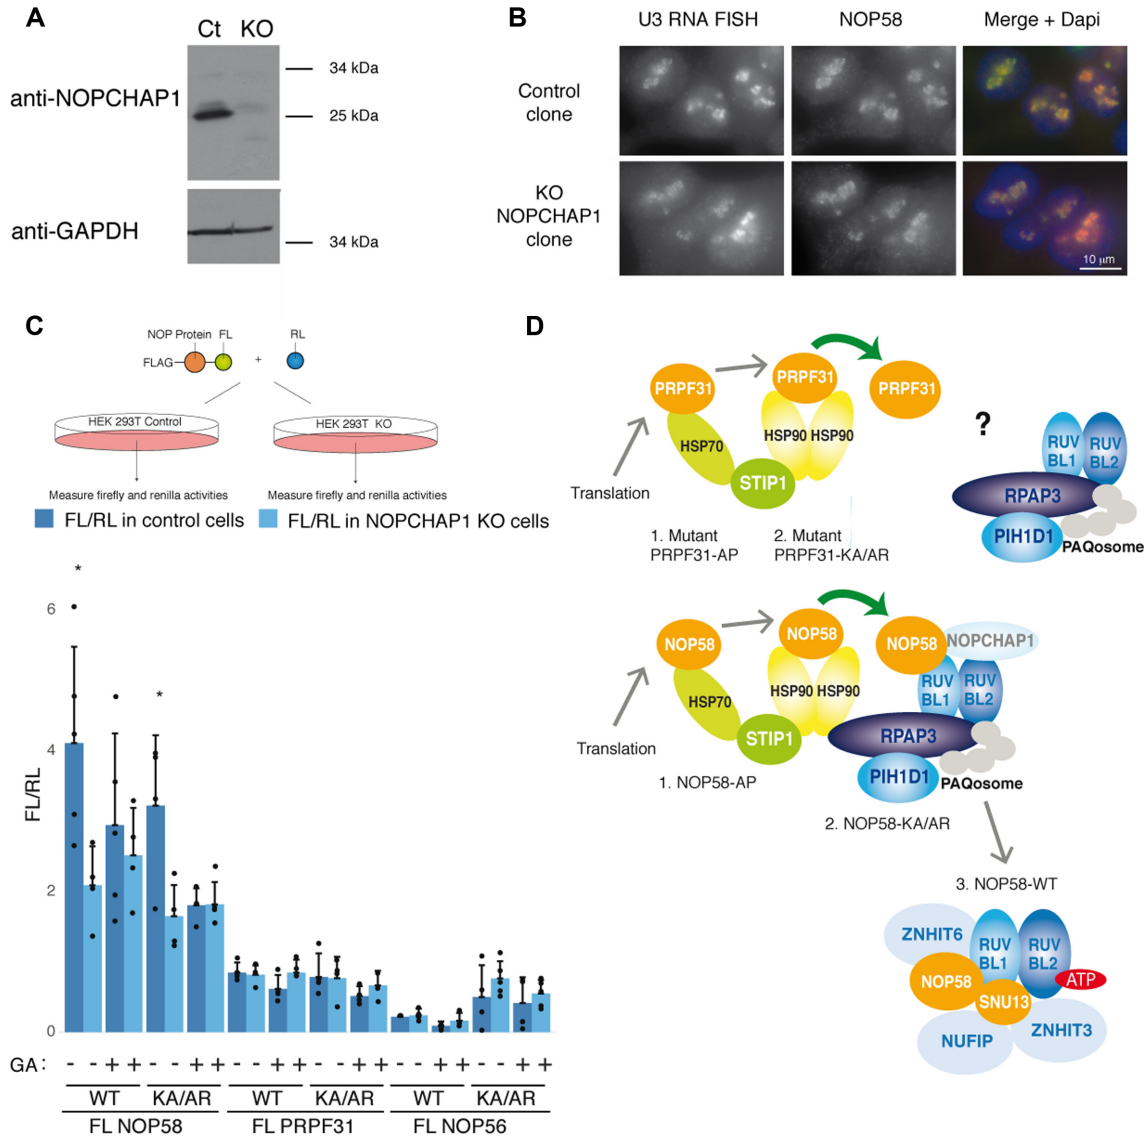 A
Ct KO
anti-NOPCHAP1
34 kDa
25 kDa
anti-GAPDH
34 kDa
B
U3 RNA FISH NOP58 Merge + Dapi
Control
clone
KO
NOPCHAP1
clone
10 µm
C
NOP Protein FL RL
FLAG +
HEK 293T Control HEK 293T KO
Measure firefly and renilla activities Measure firefly and renilla activities
FL/RL in control cells FL/RL in NOPCHAP1 KO cells
* *
FL/RL
6
4
2
0
GA: - - + + - - + + - - + + - - + + - - + + - - + +
WT KA/AR WT KA/AR WT KA/AR
FL NOP58 FL PRPF31 FL NOP56
D
PRPF31 PRPF31 PRPF31
HSP70 HSP90 HSP90
STIP1
Translation
1. Mutant
PRPF31-AP
2. Mutant
PRPF31-KA/AR
?
RUV
BL1
RUV
BL2
RPAP3
PIH1D1
PAQosome
NOP58 NOP58 NOP58 NOPCHAP1
HSP70 HSP90 HSP90
RUV
BL1
RUV
BL2
STIP1 RPAP3
Translation
PIH1D1
PAQosome
1. NOP58-AP
2. NOP58-KA/AR
3. NOP58-WT
ZNHIT6
RUV
BL1
RUV
BL2
NOP58
ATP
SNU13
NUFIP
ZNHIT3